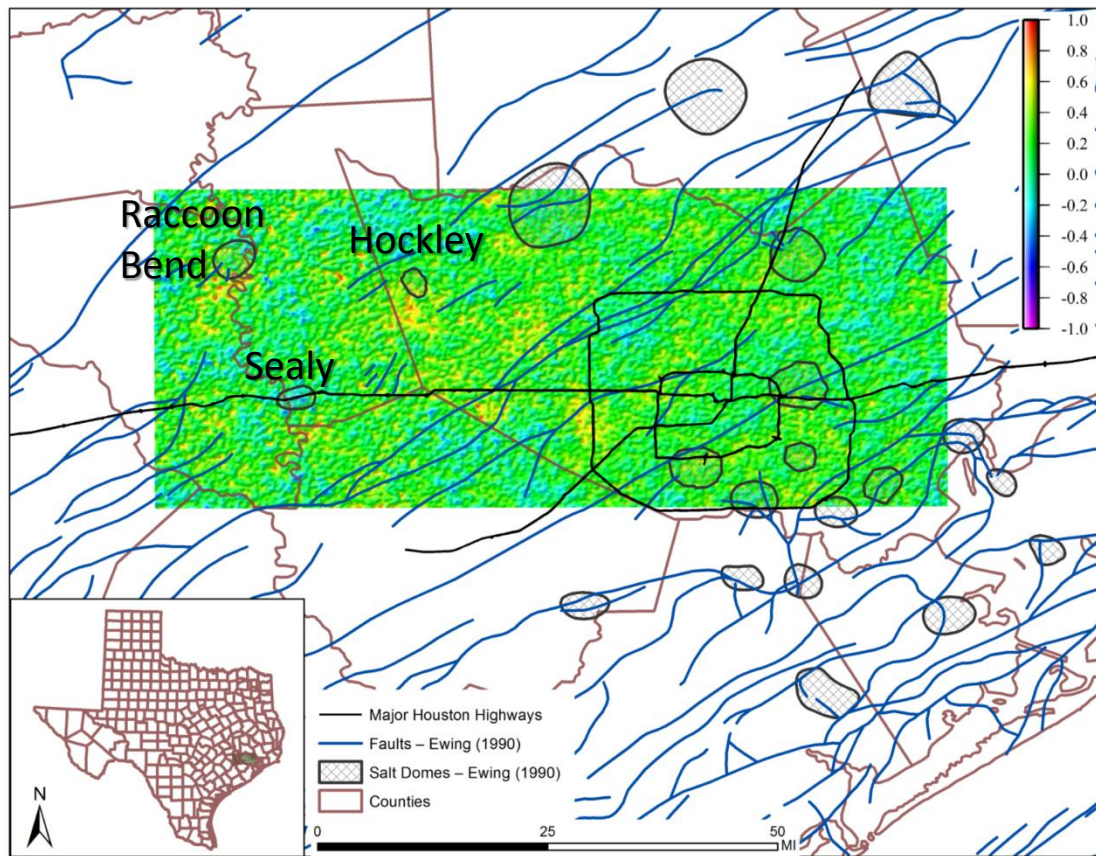 1.0
0.8
0.6
0.4
0.2
0.0
-0.2
-0.4
-0.6
-0.8
-1.0
Raccoon
Bend
Hockley
Sealy
Major Houston Highways
Faults – Ewing (1990)
Salt Domes – Ewing (1990)
Counties
N
0
25
50
MI